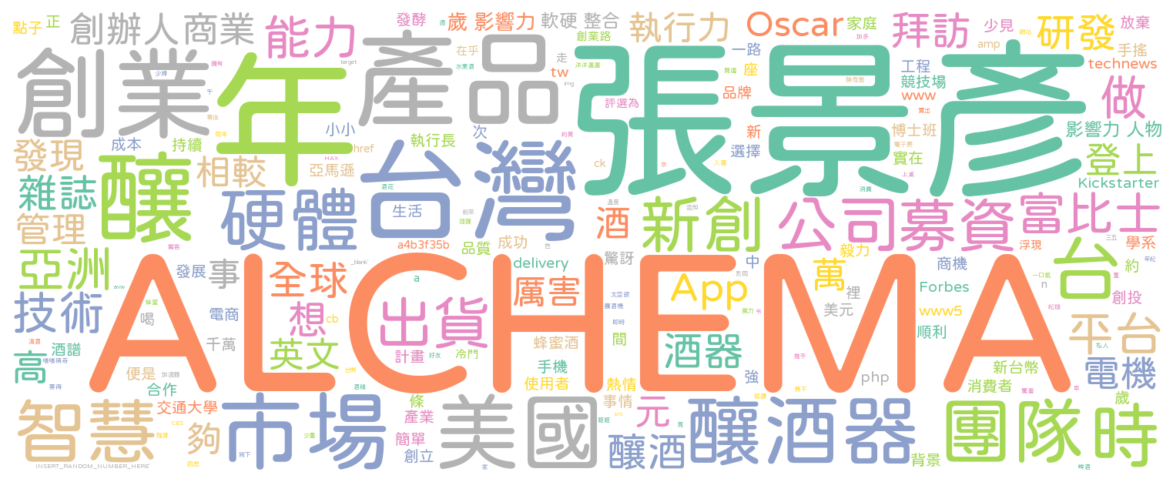 點子 正
創辦人商業
能力
發酵
歲 影響力
軟硬 整合
執行力
Oscar
家庭
拜訪
少見
研發
放棄
創業
年
產品
張景彥
創業路
在乎
走
tw
一路
座
品牌
新
工程
競技場
www
amp
手搖
technews
做
評選為
小小
href
執行長
次
選擇
實在
博士班
影響力 人物
登上
Kickstarter
發現
成本
持續
相較
亞馬遜
ck
雜誌
釀
硬體
台灣
生活
酒
新創
公司募資
富比士
管理
a4b3f35b
品質
成功
驚訝
毅力
中
商機
浮現
學系
台
約
亞洲
發展
事
全球
a
delivery
厲害
App
萬
裡
Forbes
n
創投
ALCHEMA
技術
喝
電商
想
cb
出貨
間
美元
www5
順利
平台
高
酒譜
千萬
英文
計畫
冷門
蜂蜜酒
手機
酒器
強
php
新台幣
電機
便是
合作
使用者
熱情
消費者
歲
智慧
交通大學
夠
市場
條
產業
簡單
創立
美國
事情
元
釀酒
釀酒器
背景
團隊
時
INSERT_RANDOM_NUMBER_HERE